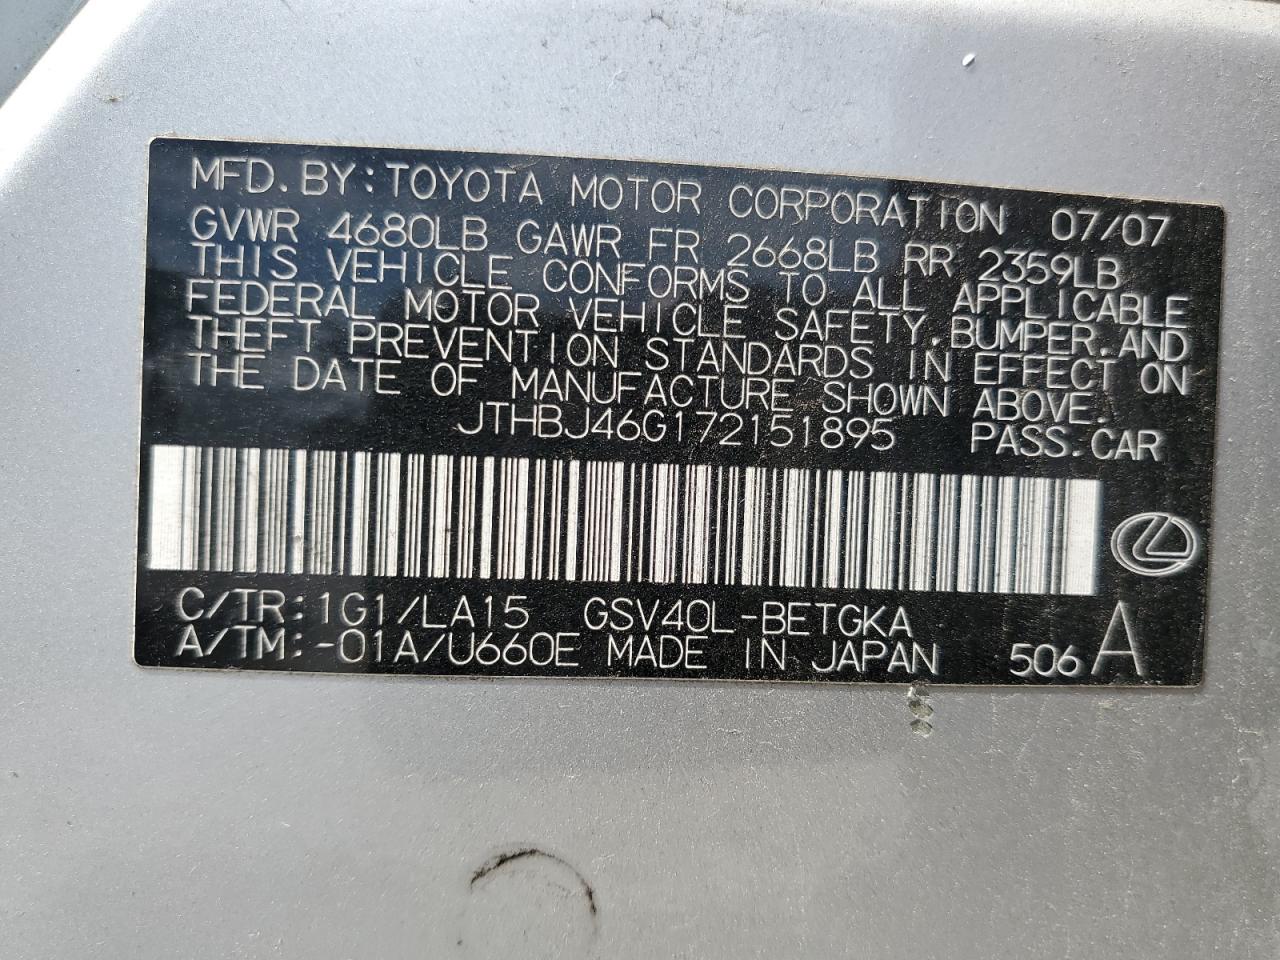 MFD. BY: TOYOTA MOTOR CORPORATION 07/07
GVWR 4680LB GAWR FR 2668LB RR 2359LB
THIS VEHICLE CONFORMS TO ALL APPLICABLE
FEDERAL MOTOR VEHICLE SAFETY, BUMPER, AND
THEFT PREVENTION STANDARDS IN EFFECT ON
THE DATE OF MANUFACTURE SHOWN ABOVE.
JTHBJ46G172151895 PASS. CAR
C/TR: 1G1/LA15 GSV40L-BETGKA
A/TM: -01A/U660E MADE IN JAPAN 506 A